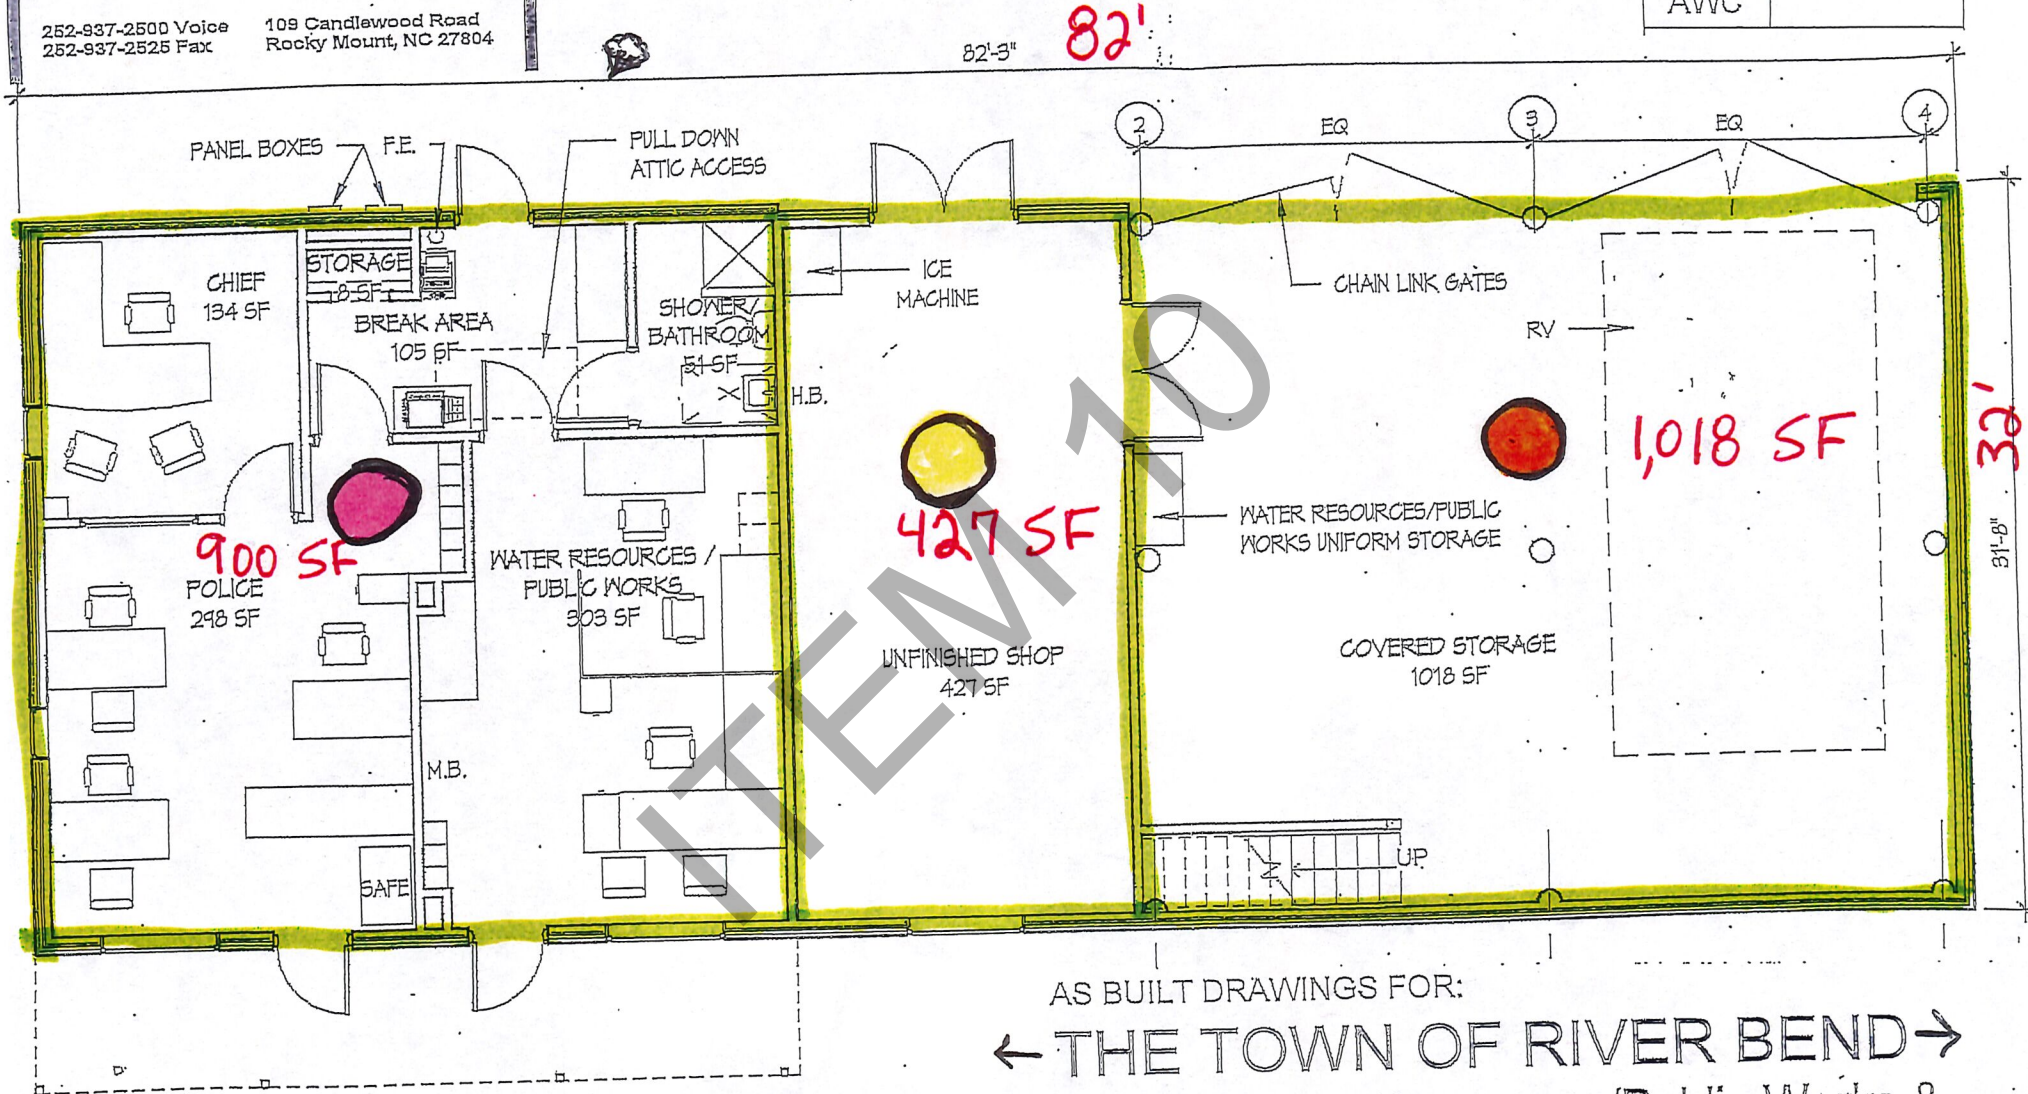 252-937-2500 Voice
252-937-2525 Fax
109 Candlewood Road
Rocky Mount, NC 27804
AWC
82'-3"
82'
2
EQ
3
EQ
4
PANEL BOXES
F.E.
PULL DOWN
ATTIC ACCESS
CHIEF
134 SF
STORAGE
8 SF
BREAK AREA
105 SF
SHOWER/
BATHROOM
51 SF
ICE
MACHINE
H.B.
CHAIN LINK GATES
RV
1,018 SF
32'
31'-8"
900 SF
427 SF
POLICE
298 SF
WATER RESOURCES /
PUBLIC WORKS
303 SF
WATER RESOURCES/PUBLIC
WORKS UNIFORM STORAGE
UNFINISHED SHOP
427 SF
COVERED STORAGE
1018 SF
M.B.
SAFE
UP
ITEM 10
AS BUILT DRAWINGS FOR:
←THE TOWN OF RIVER BEND→